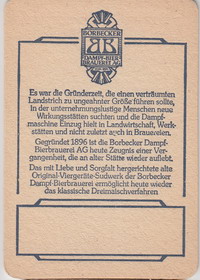 BORBECKER
DAMPF-BIER
BRAUEREI AG
Es war die Gründerzeit, die einen verträumten
Landstrich zu ungeahnter Größe führen sollte,
in der unternehmungslustige Menschen neue
Wirkungsstätten suchten und die Dampf-
maschine Einzug hielt in Landwirtschaft, Werk-
stätten und nicht zuletzt auch in Brauereien.
Gegründet 1896 ist die Borbecker Dampf-
Bierbrauerei AG heute Zeugnis einer Ver-
gangenheit, die an alter Stätte wieder auflebt.
Das mit Liebe und Sorgfalt hergerichtete alte
Original-Viergeräte-Sudwerk der Borbecker
Dampf-Bierbrauerei ermöglicht heute wieder
das klassische Dreimaischverfahren.